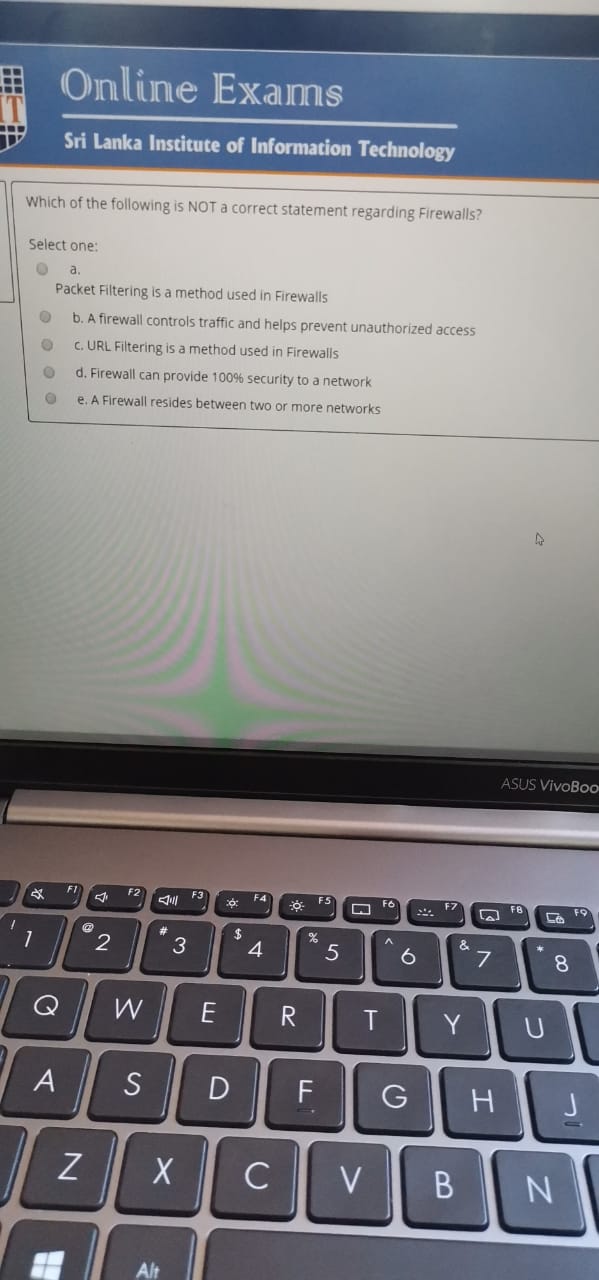 IT
Online Exams
Sri Lanka Institute of Information Technology
Which of the following is NOT a correct statement regarding Firewalls?
Select one:
a.
Packet Filtering is a method used in Firewalls
b. A firewall controls traffic and helps prevent unauthorized access
c. URL Filtering is a method used in Firewalls
d. Firewall can provide 100% security to a network
e. A Firewall resides between two or more networks
ASUS VivoBoo
F1 F2 F3 F4 F5 F6 F7 F8 F9
! @ # $ % ^ & *
1 2 3 4 5 6 7 8
Q W E R T Y U
A S D F G H J
Z X C V B N
Alt